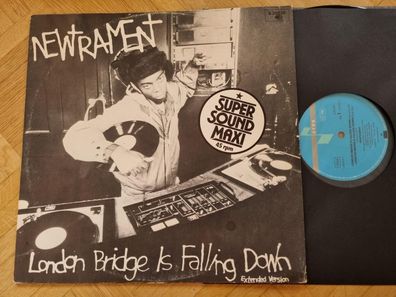 NEWTRAMENT
SUPER
SOUND
MAXI
45 rpm
London Bridge Is Falling Down
Extended Version